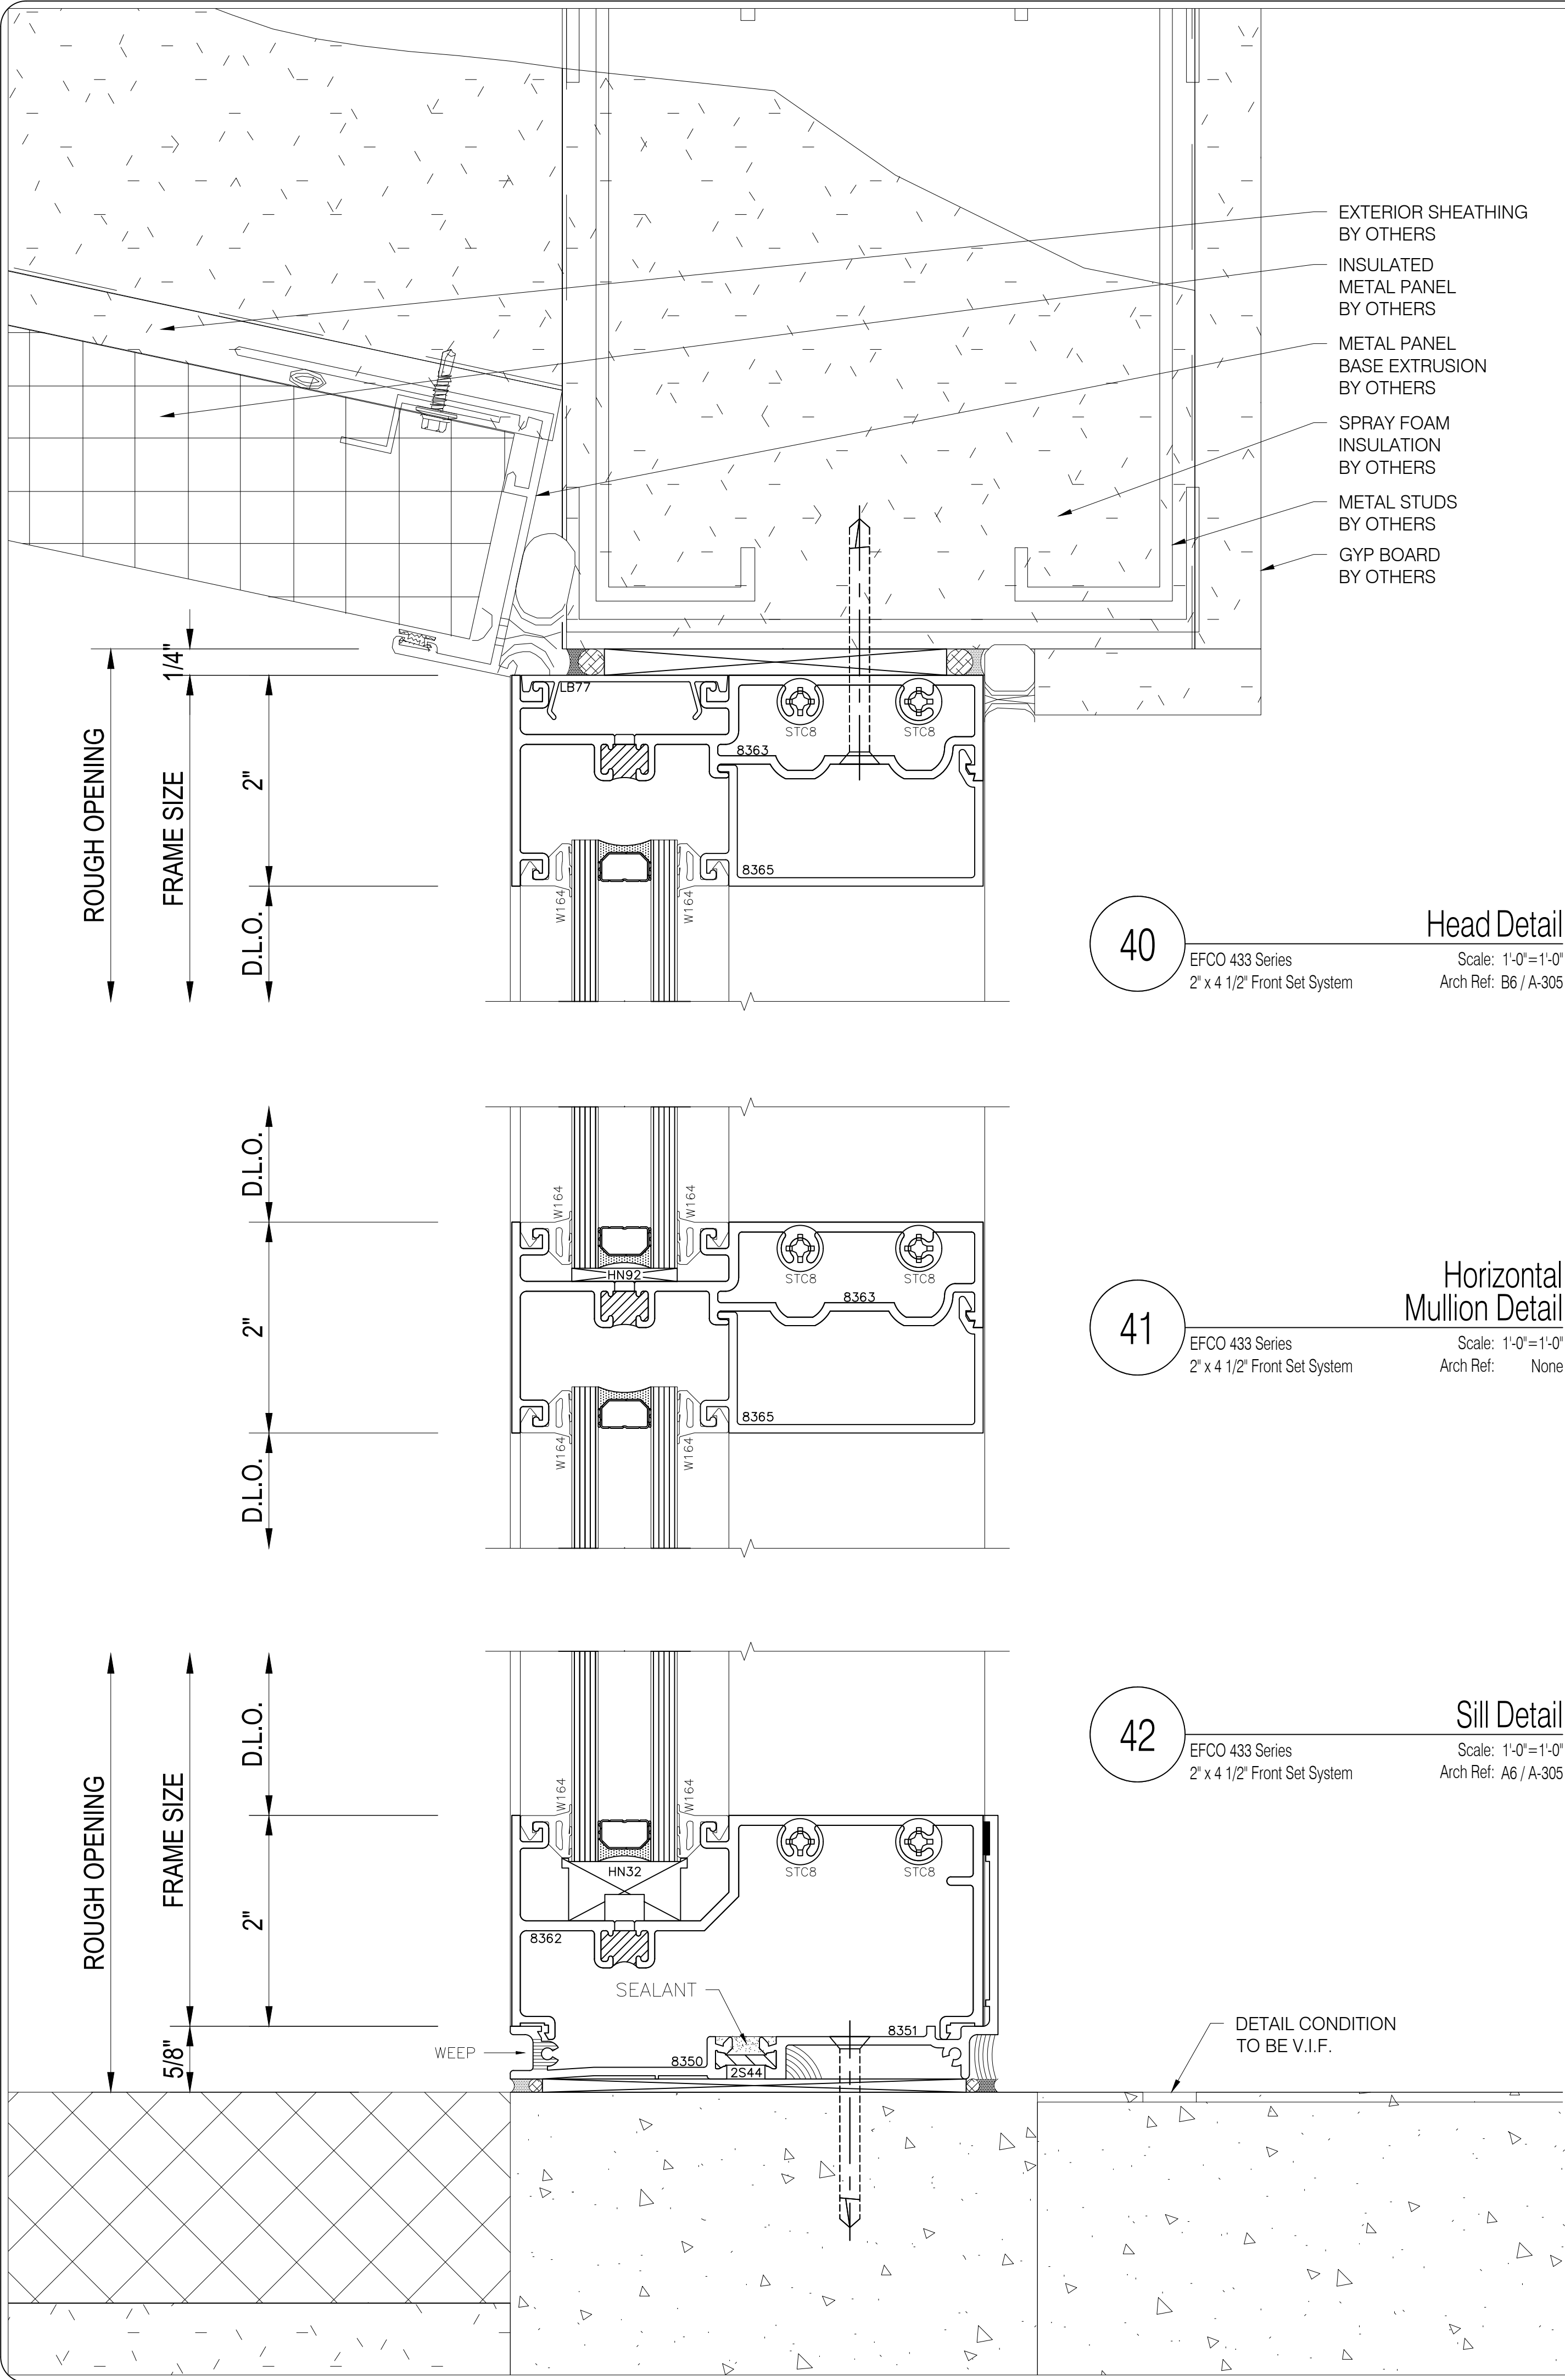 EXTERIOR SHEATHING
BY OTHERS
INSULATED
METAL PANEL
BY OTHERS
METAL PANEL
BASE EXTRUSION
BY OTHERS
SPRAY FOAM
INSULATION
BY OTHERS
METAL STUDS
BY OTHERS
GYP BOARD
BY OTHERS
1/4"
ROUGH OPENING
FRAME SIZE
2"
D.L.O.
LB77
STC8
STC8
8363
8365
W164
W164
40
Head Detail
EFCO 433 Series
Scale: 1'-0"=1'-0"
2" x 4 1/2" Front Set System
Arch Ref: B6 / A-305
D.L.O.
2"
D.L.O.
W164
W164
HN92
STC8
STC8
8363
8365
W164
W164
41
Horizontal
Mullion Detail
EFCO 433 Series
Scale: 1'-0"=1'-0"
2" x 4 1/2" Front Set System
Arch Ref: None
ROUGH OPENING
FRAME SIZE
D.L.O.
2"
5/8"
W164
W164
HN32
STC8
STC8
8362
SEALANT
8351
WEEP
8350
2S44
42
Sill Detail
EFCO 433 Series
Scale: 1'-0"=1'-0"
2" x 4 1/2" Front Set System
Arch Ref: A6 / A-305
DETAIL CONDITION
TO BE V.I.F.